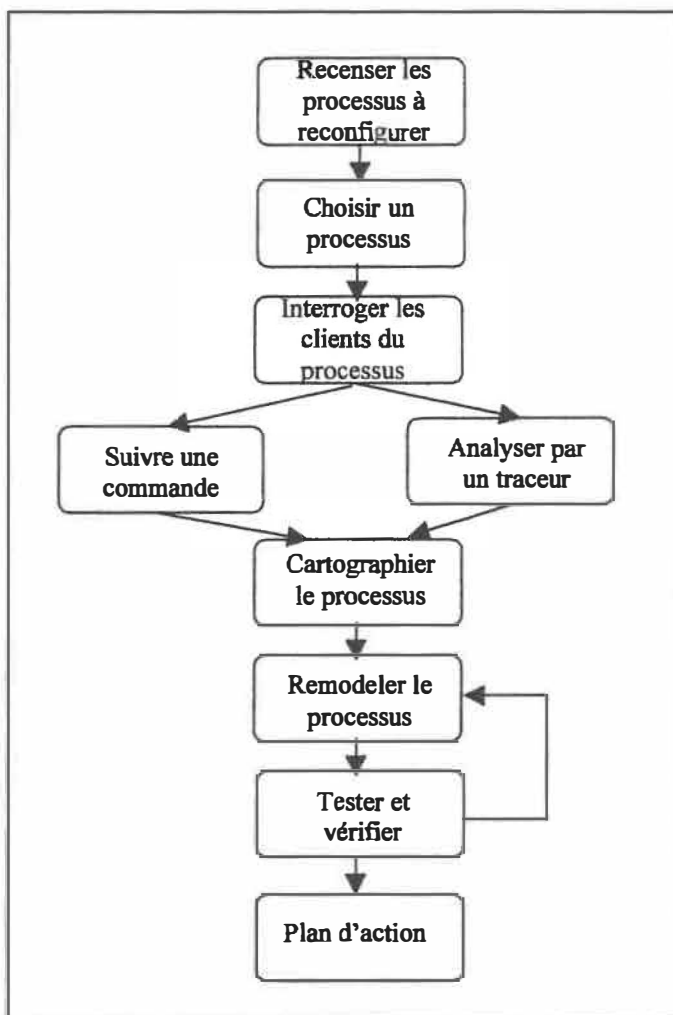 Recenser les
processus à
reconfigurer
Choisir un
processus
Interroger les
clients du
processus
Suivre une
commande
Analyser par
un traceur
Cartographier
le processus
Remodeler le
processus
Tester et
vérifier
Plan d'action